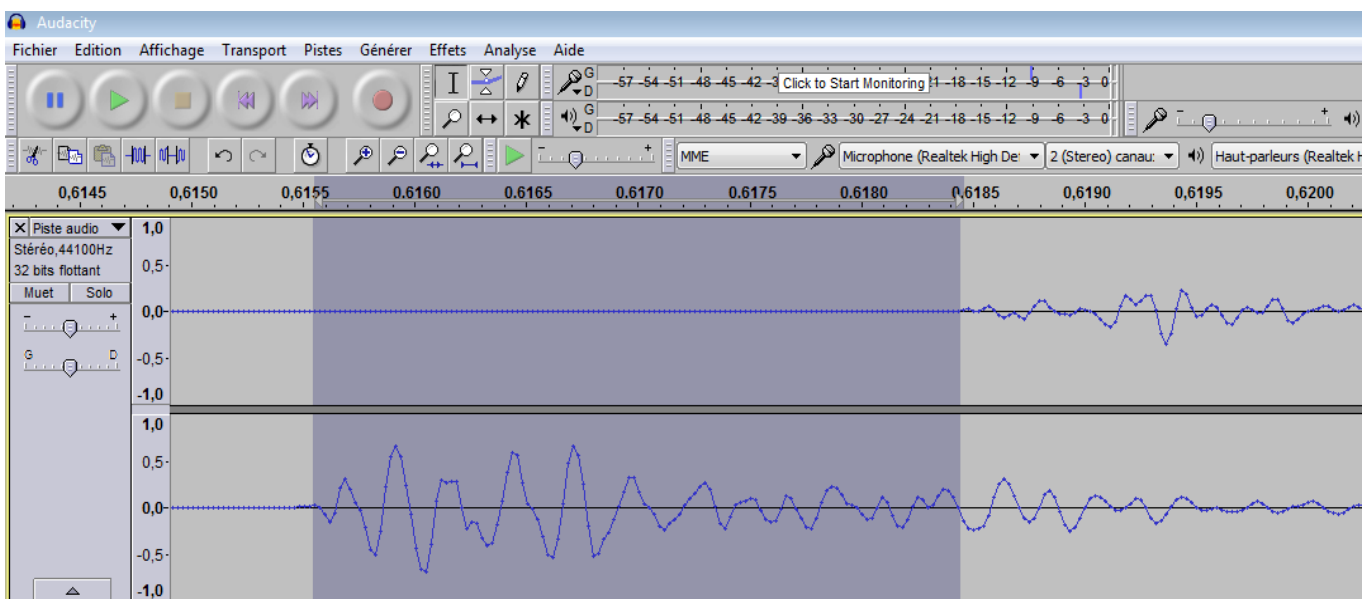 Audacity
Fichier Edition Affichage Transport Pistes Générer Effets Analyse Aide
G -57 -54 -51 -48 -45 -42 -3 Click to Start Monitoring 21 -18 -15 -12 -9 -6 -3 0
D
G -57 -54 -51 -48 -45 -42 -39 -36 -33 -30 -27 -24 -21 -18 -15 -12 -9 -6 -3 0 - +
D
- + MME Microphone (Realtek High De 2 (Stereo) canau: Haut-parleurs (Realtek H
0,6145 0,6150 0,6155 0,6160 0,6165 0,6170 0,6175 0,6180 0,6185 0,6190 0,6195 0,6200
X Piste audio 1,0
Stéréo,44100Hz
32 bits flottant 0,5
Muet Solo
- + 0,0
G D -0,5
-1,0
1,0
0,5
0,0
-0,5
-1,0